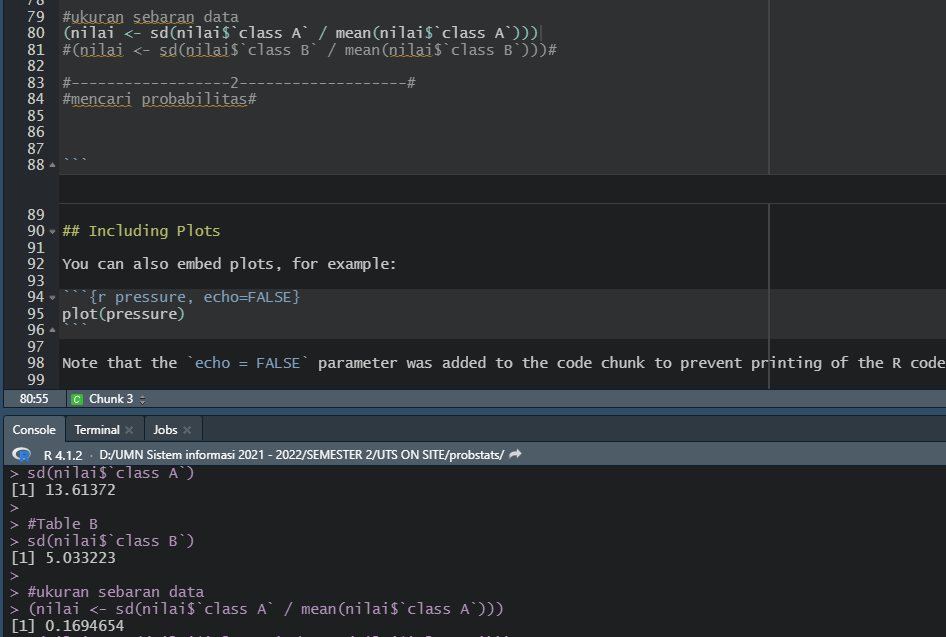 78
79 #ukuran sebaran data
80 (nilai <- sd(nilai$`class A` / mean(nilai$`class A`)))
81 #(nilai <- sd(nilai$`class B` / mean(nilai$`class B`)))#
82
83 #------------------2-------------------#
84 #mencari probabilitas#
85
86
87
88 ```
89
90 ## Including Plots
91
92 You can also embed plots, for example:
93
94 ```{r pressure, echo=FALSE}
95 plot(pressure)
96 ```
97
98 Note that the `echo = FALSE` parameter was added to the code chunk to prevent printing of the R code
99
80:55 C Chunk 3
Console Terminal Jobs
R 4.1.2 · D:/UMN Sistem informasi 2021 - 2022/SEMESTER 2/UTS ON SITE/probstats/
> sd(nilai$`class A`)
[1] 13.61372
>
> #Table B
> sd(nilai$`class B`)
[1] 5.033223
>
> #ukuran sebaran data
> (nilai <- sd(nilai$`class A` / mean(nilai$`class A`)))
[1] 0.1694654